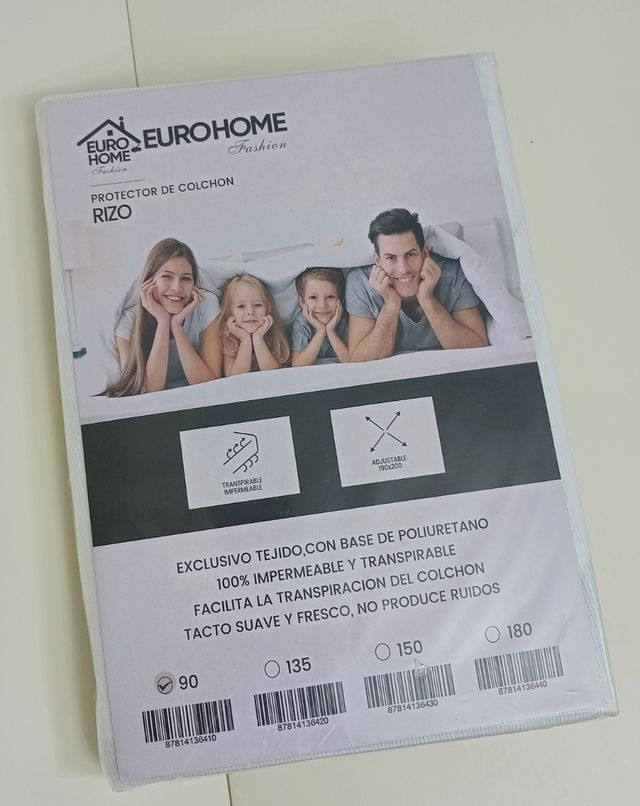 EURO
HOME
Fashion
EUROHOME
Fashion
PROTECTOR DE COLCHON
RIZO
TRANSPIRABLE
IMPERMEABLE
ADJUSTABLE
190x200
EXCLUSIVO TEJIDO,CON BASE DE POLIURETANO
100% IMPERMEABLE Y TRANSPIRABLE
FACILITA LA TRANSPIRACION DEL COLCHON
TACTO SUAVE Y FRESCO, NO PRODUCE RUIDOS
90 135 150 180
87814136410 87814136420 87814136430 87814136440